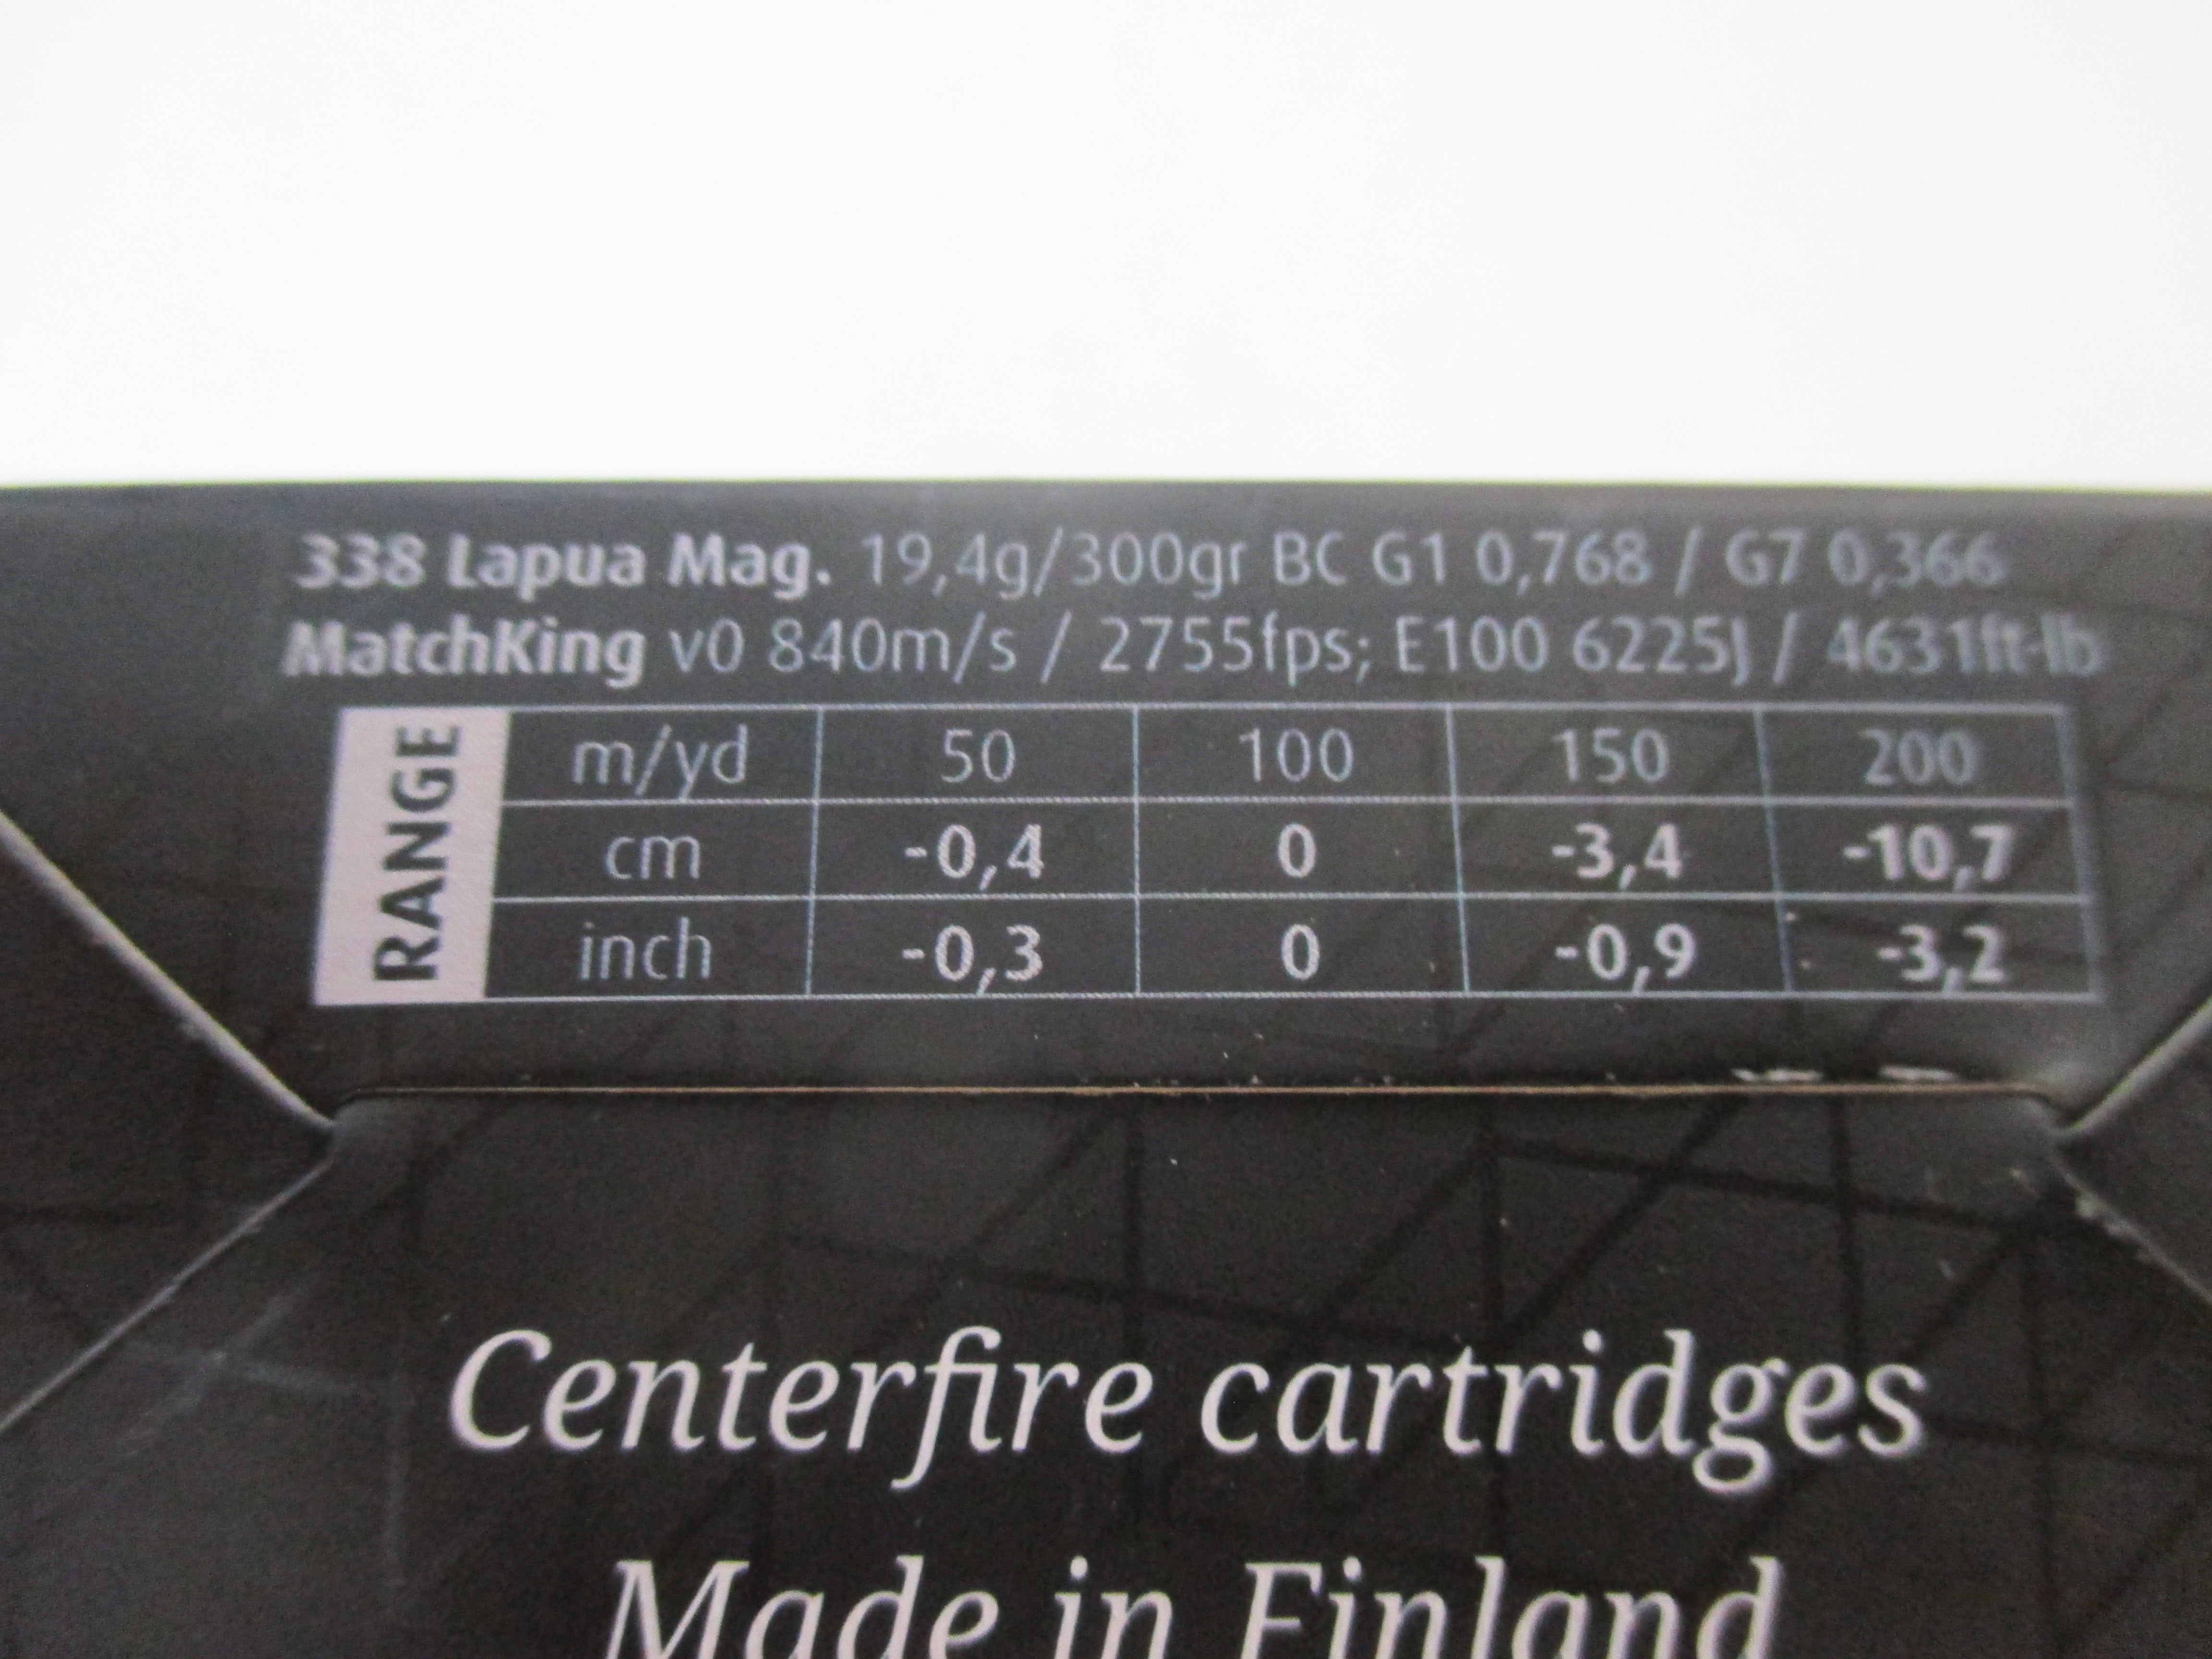 338 Lapua Mag. 19,4g/300gr BC G1 0,768 / G7 0,366
MatchKing v0 840m/s / 2755fps; E100 6225J / 4631ft-lb
RANGE
m/yd 50 100 150 200
cm -0,4 0 -3,4 -10,7
inch -0,3 0 -0,9 -3,2
Centerfire cartridges
Made in Finland